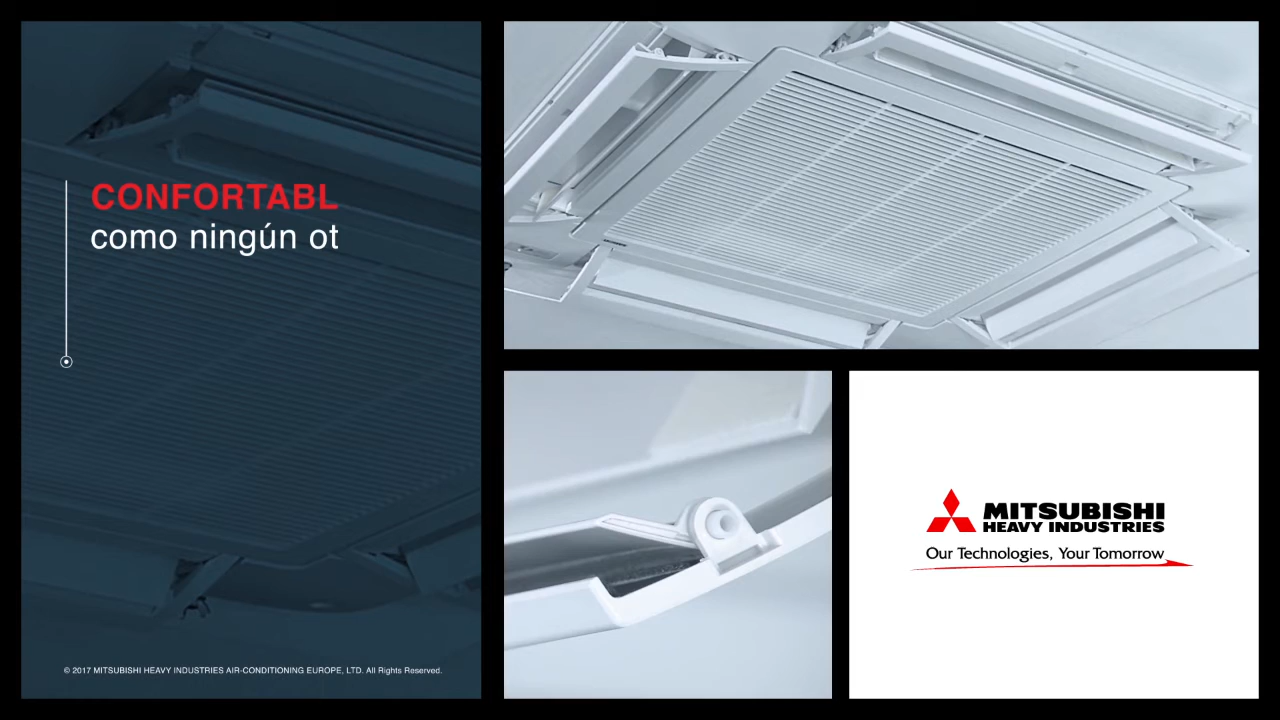 CONFORTABL
como ningún ot
© 2017 MITSUBISHI HEAVY INDUSTRIES AIR-CONDITIONING EUROPE, LTD. All Rights Reserved.
MITSUBISHI
HEAVY INDUSTRIES
Our Technologies, Your Tomorrow